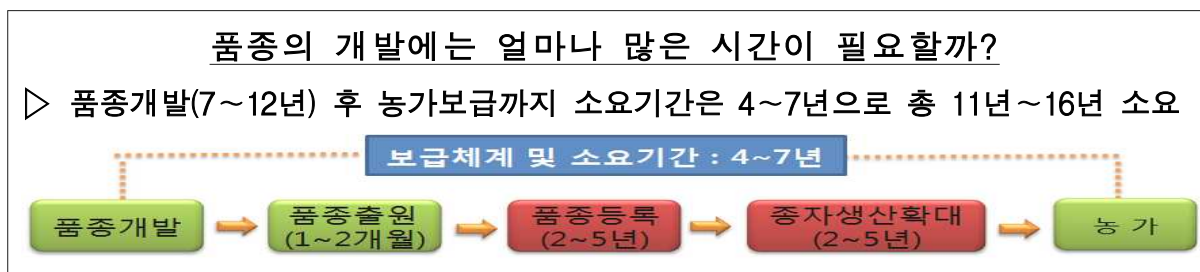 품종의 개발에는 얼마나 많은 시간이 필요할까?
▷ 품종개발(7～12년) 후 농가보급까지 소요기간은 4～7년으로 총 11년～16년 소요
보급체계 및 소요기간 : 4~7년
품종개발
품종출원
(1~2개월)
품종등록
(2~5년)
종자생산확대
(2~5년)
농 가